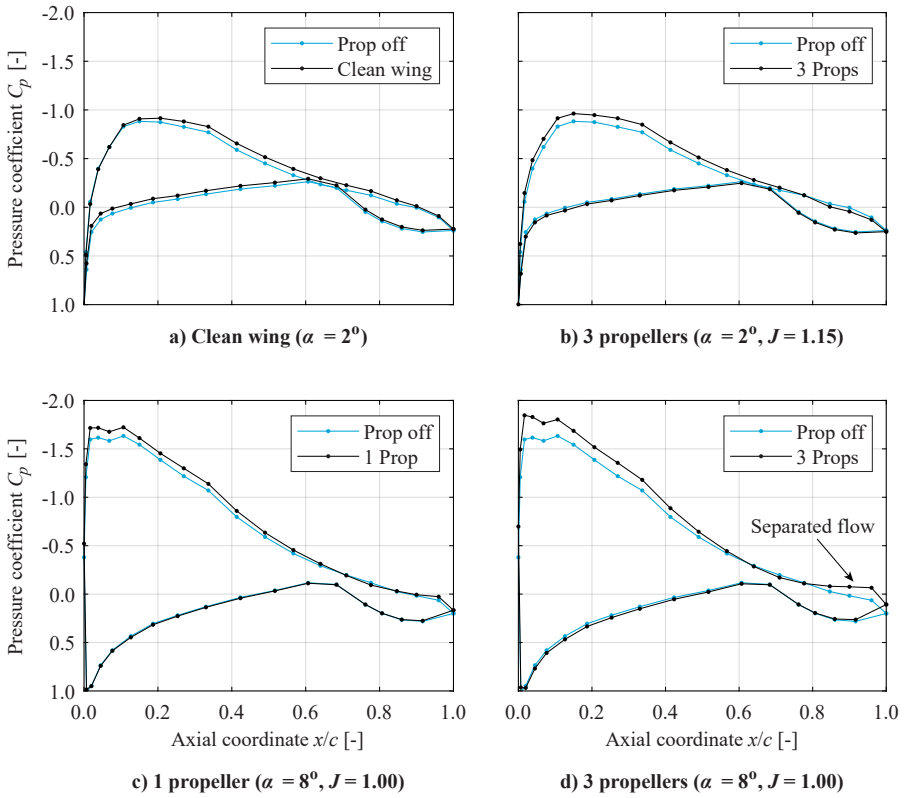 -2.0
-1.5
-1.0
-0.5
0.0
0.5
1.0
Pressure coefficient Cp [-]
Prop off
Clean wing
a) Clean wing (α = 2o)
Prop off
3 Props
b) 3 propellers (α = 2o, J = 1.15)
-2.0
-1.5
-1.0
-0.5
0.0
0.5
1.0
Pressure coefficient Cp [-]
Prop off
1 Prop
0.0 0.2 0.4 0.6 0.8 1.0
Axial coordinate x/c [-]
c) 1 propeller (α = 8o, J = 1.00)
Prop off
3 Props
Separated flow
0.0 0.2 0.4 0.6 0.8 1.0
Axial coordinate x/c [-]
d) 3 propellers (α = 8o, J = 1.00)